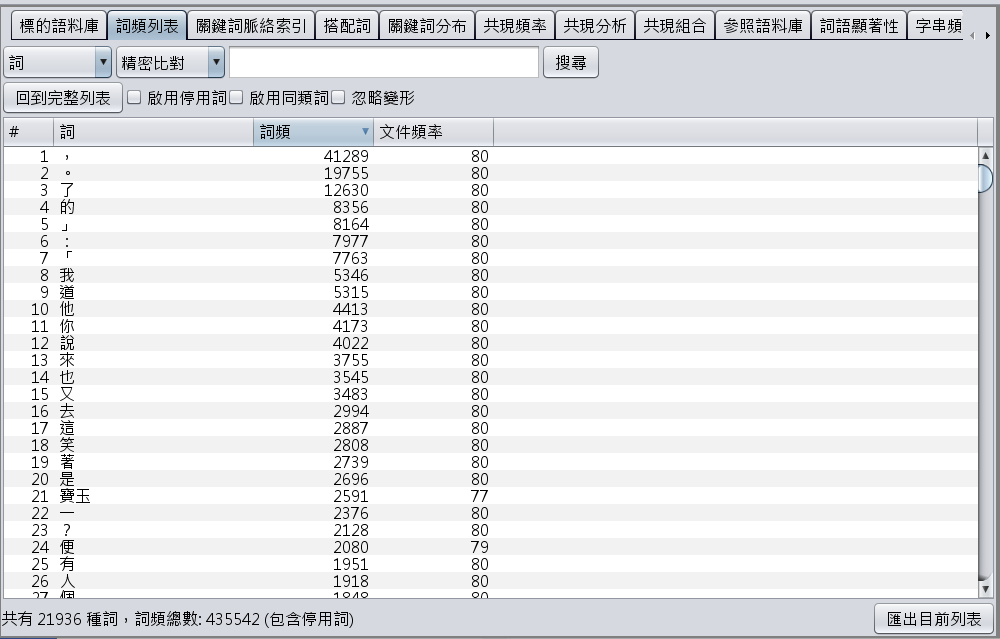 標的語料庫 詞頻列表 關鍵詞脈絡索引 搭配詞 關鍵詞分布 共現頻率 共現分析 共現組合 參照語料庫 詞語顯著性 字串頻
詞 精密比對 搜尋
回到完整列表 啟用停用詞 啟用同類詞 忽略變形
# 詞 詞頻 文件頻率
1 , 41289 80
2 。 19755 80
3 了 12630 80
4 的 8356 80
5 」 8164 80
6 : 7977 80
7 「 7763 80
8 我 5346 80
9 道 5315 80
10 他 4413 80
11 你 4173 80
12 說 4022 80
13 來 3755 80
14 也 3545 80
15 又 3483 80
16 去 2994 80
17 這 2887 80
18 笑 2808 80
19 著 2739 80
20 是 2696 80
21 寶玉 2591 77
22 一 2376 80
23 ? 2128 80
24 便 2080 79
25 有 1951 80
26 人 1918 80
27 個 1848 80
共有 21936 種詞,詞頻總數: 435542 (包含停用詞) 匯出目前列表